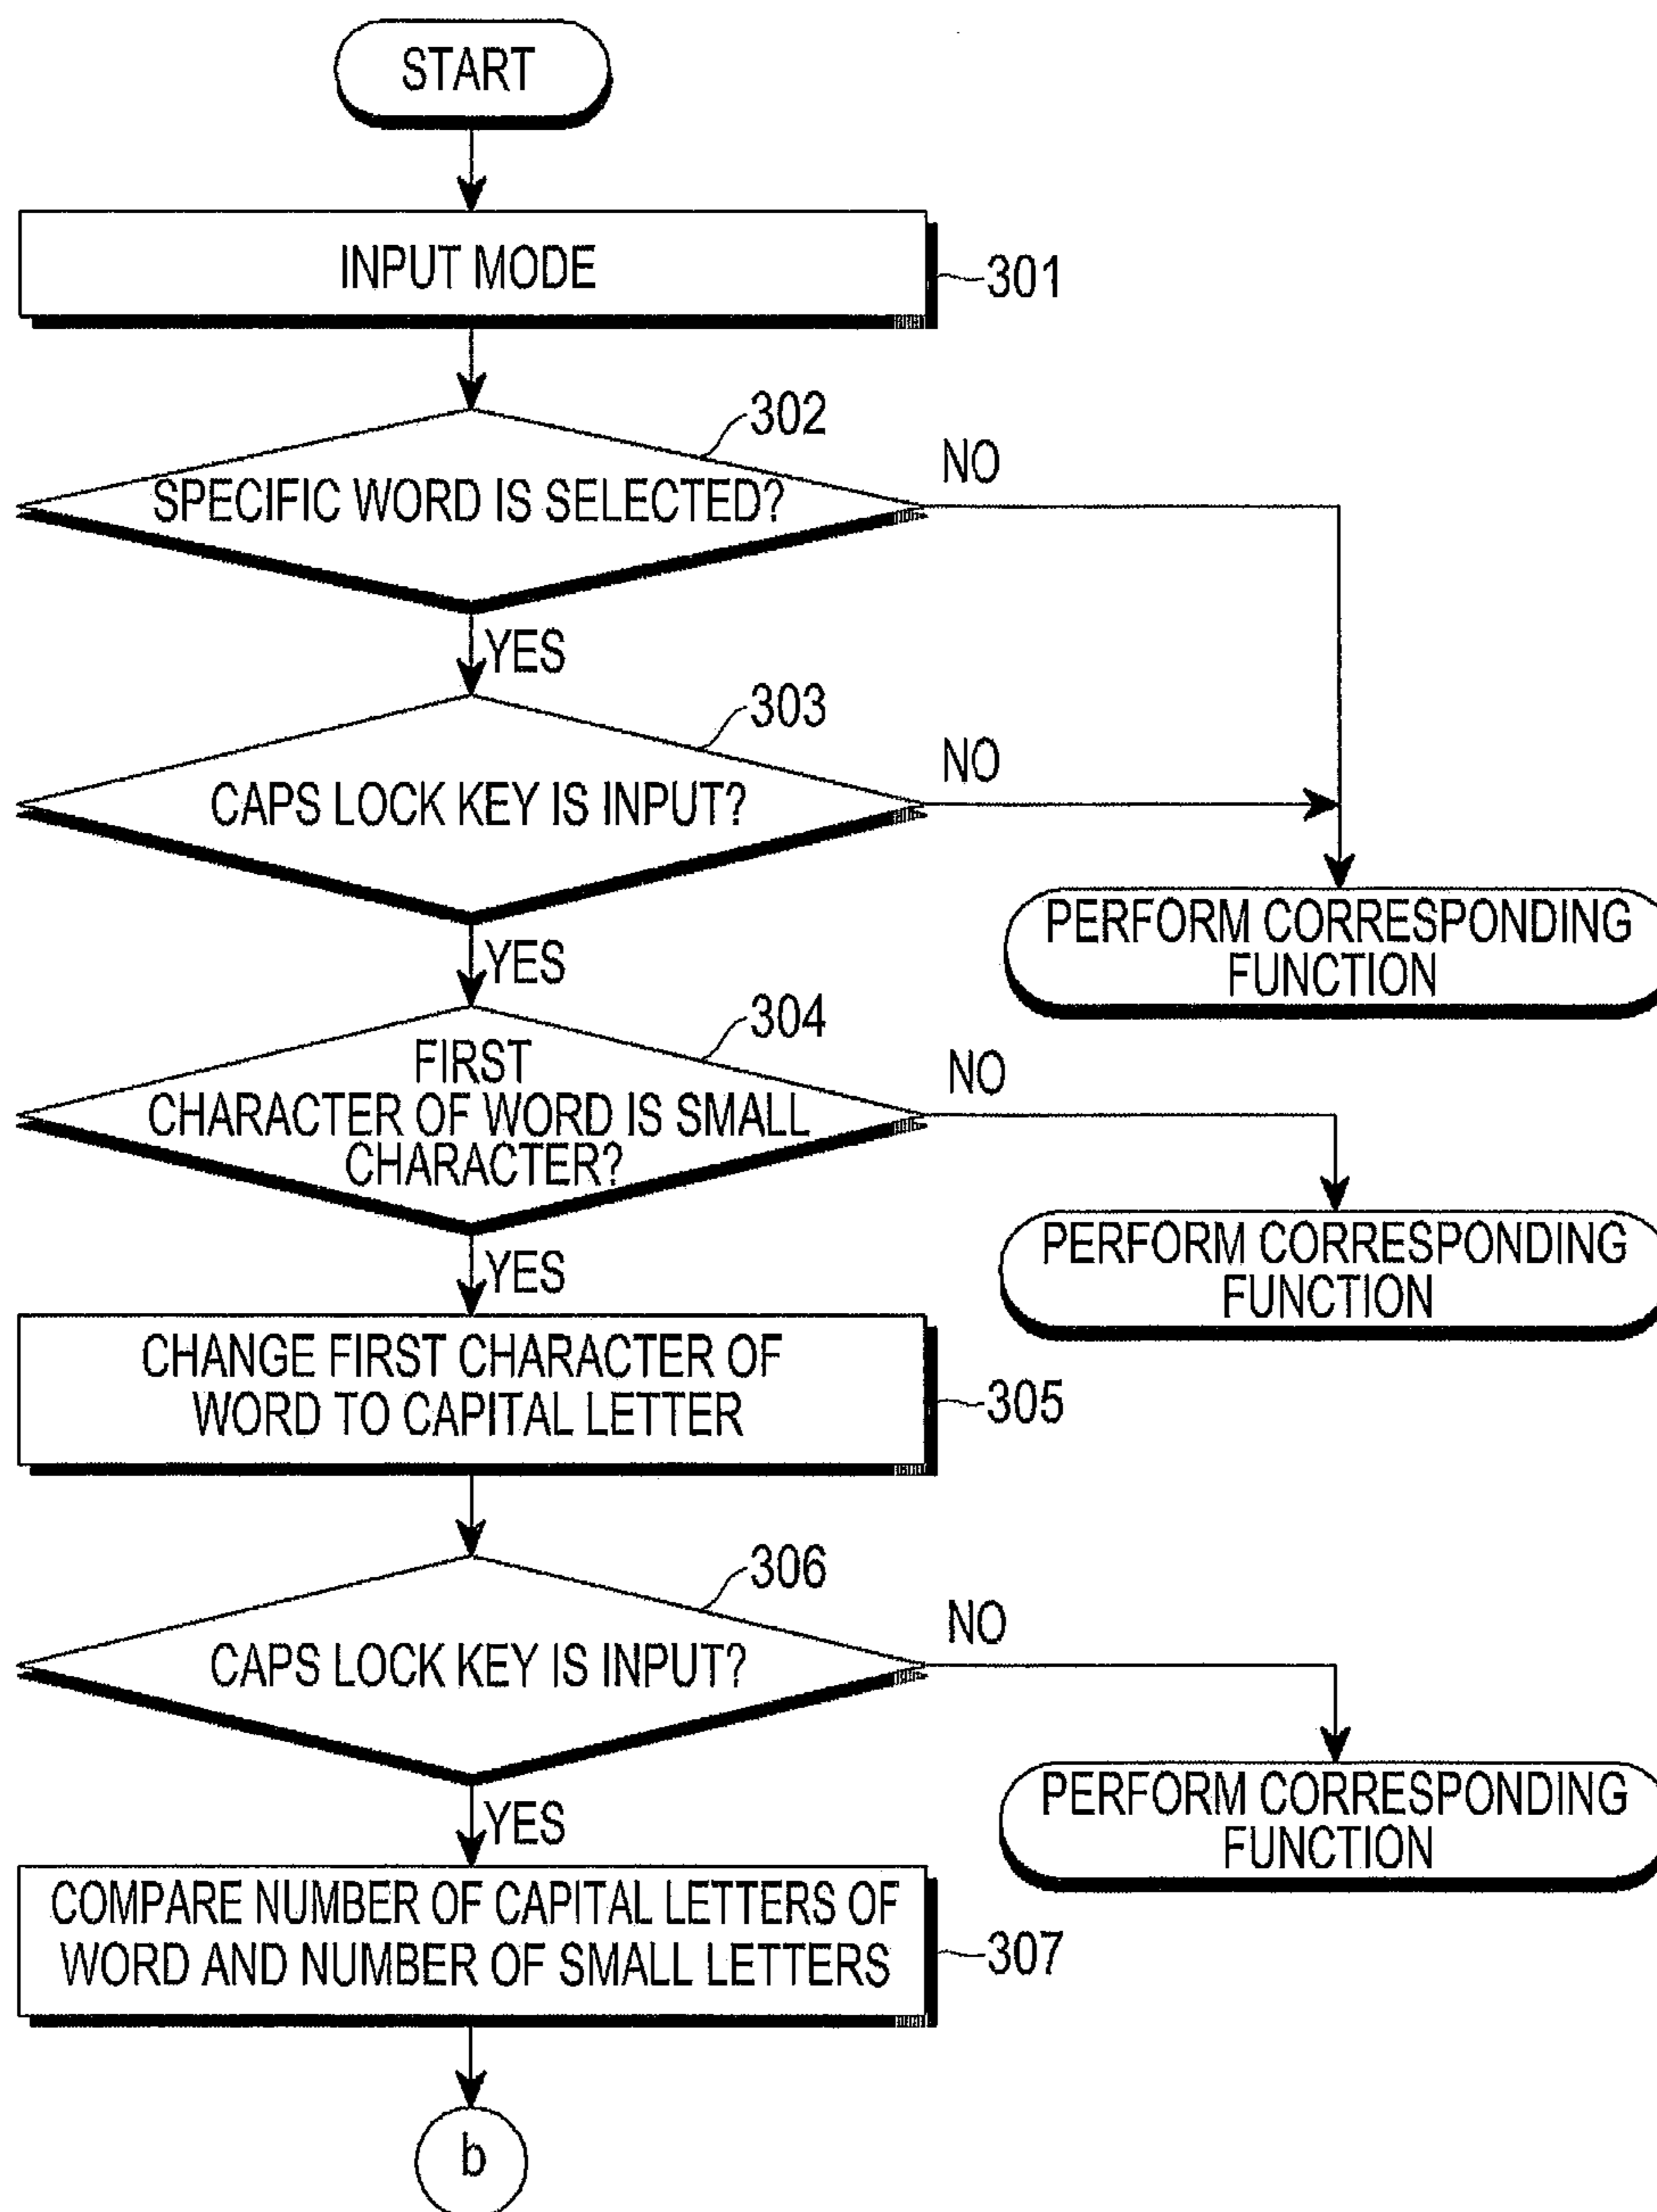 START
INPUT MODE
301
302
SPECIFIC WORD IS SELECTED?
NO
YES
303
CAPS LOCK KEY IS INPUT?
NO
PERFORM CORRESPONDING
FUNCTION
YES
304
FIRST
CHARACTER OF WORD IS SMALL
CHARACTER?
NO
PERFORM CORRESPONDING
FUNCTION
YES
CHANGE FIRST CHARACTER OF
WORD TO CAPITAL LETTER
305
306
CAPS LOCK KEY IS INPUT?
NO
PERFORM CORRESPONDING
FUNCTION
YES
COMPARE NUMBER OF CAPITAL LETTERS OF
WORD AND NUMBER OF SMALL LETTERS
307
b